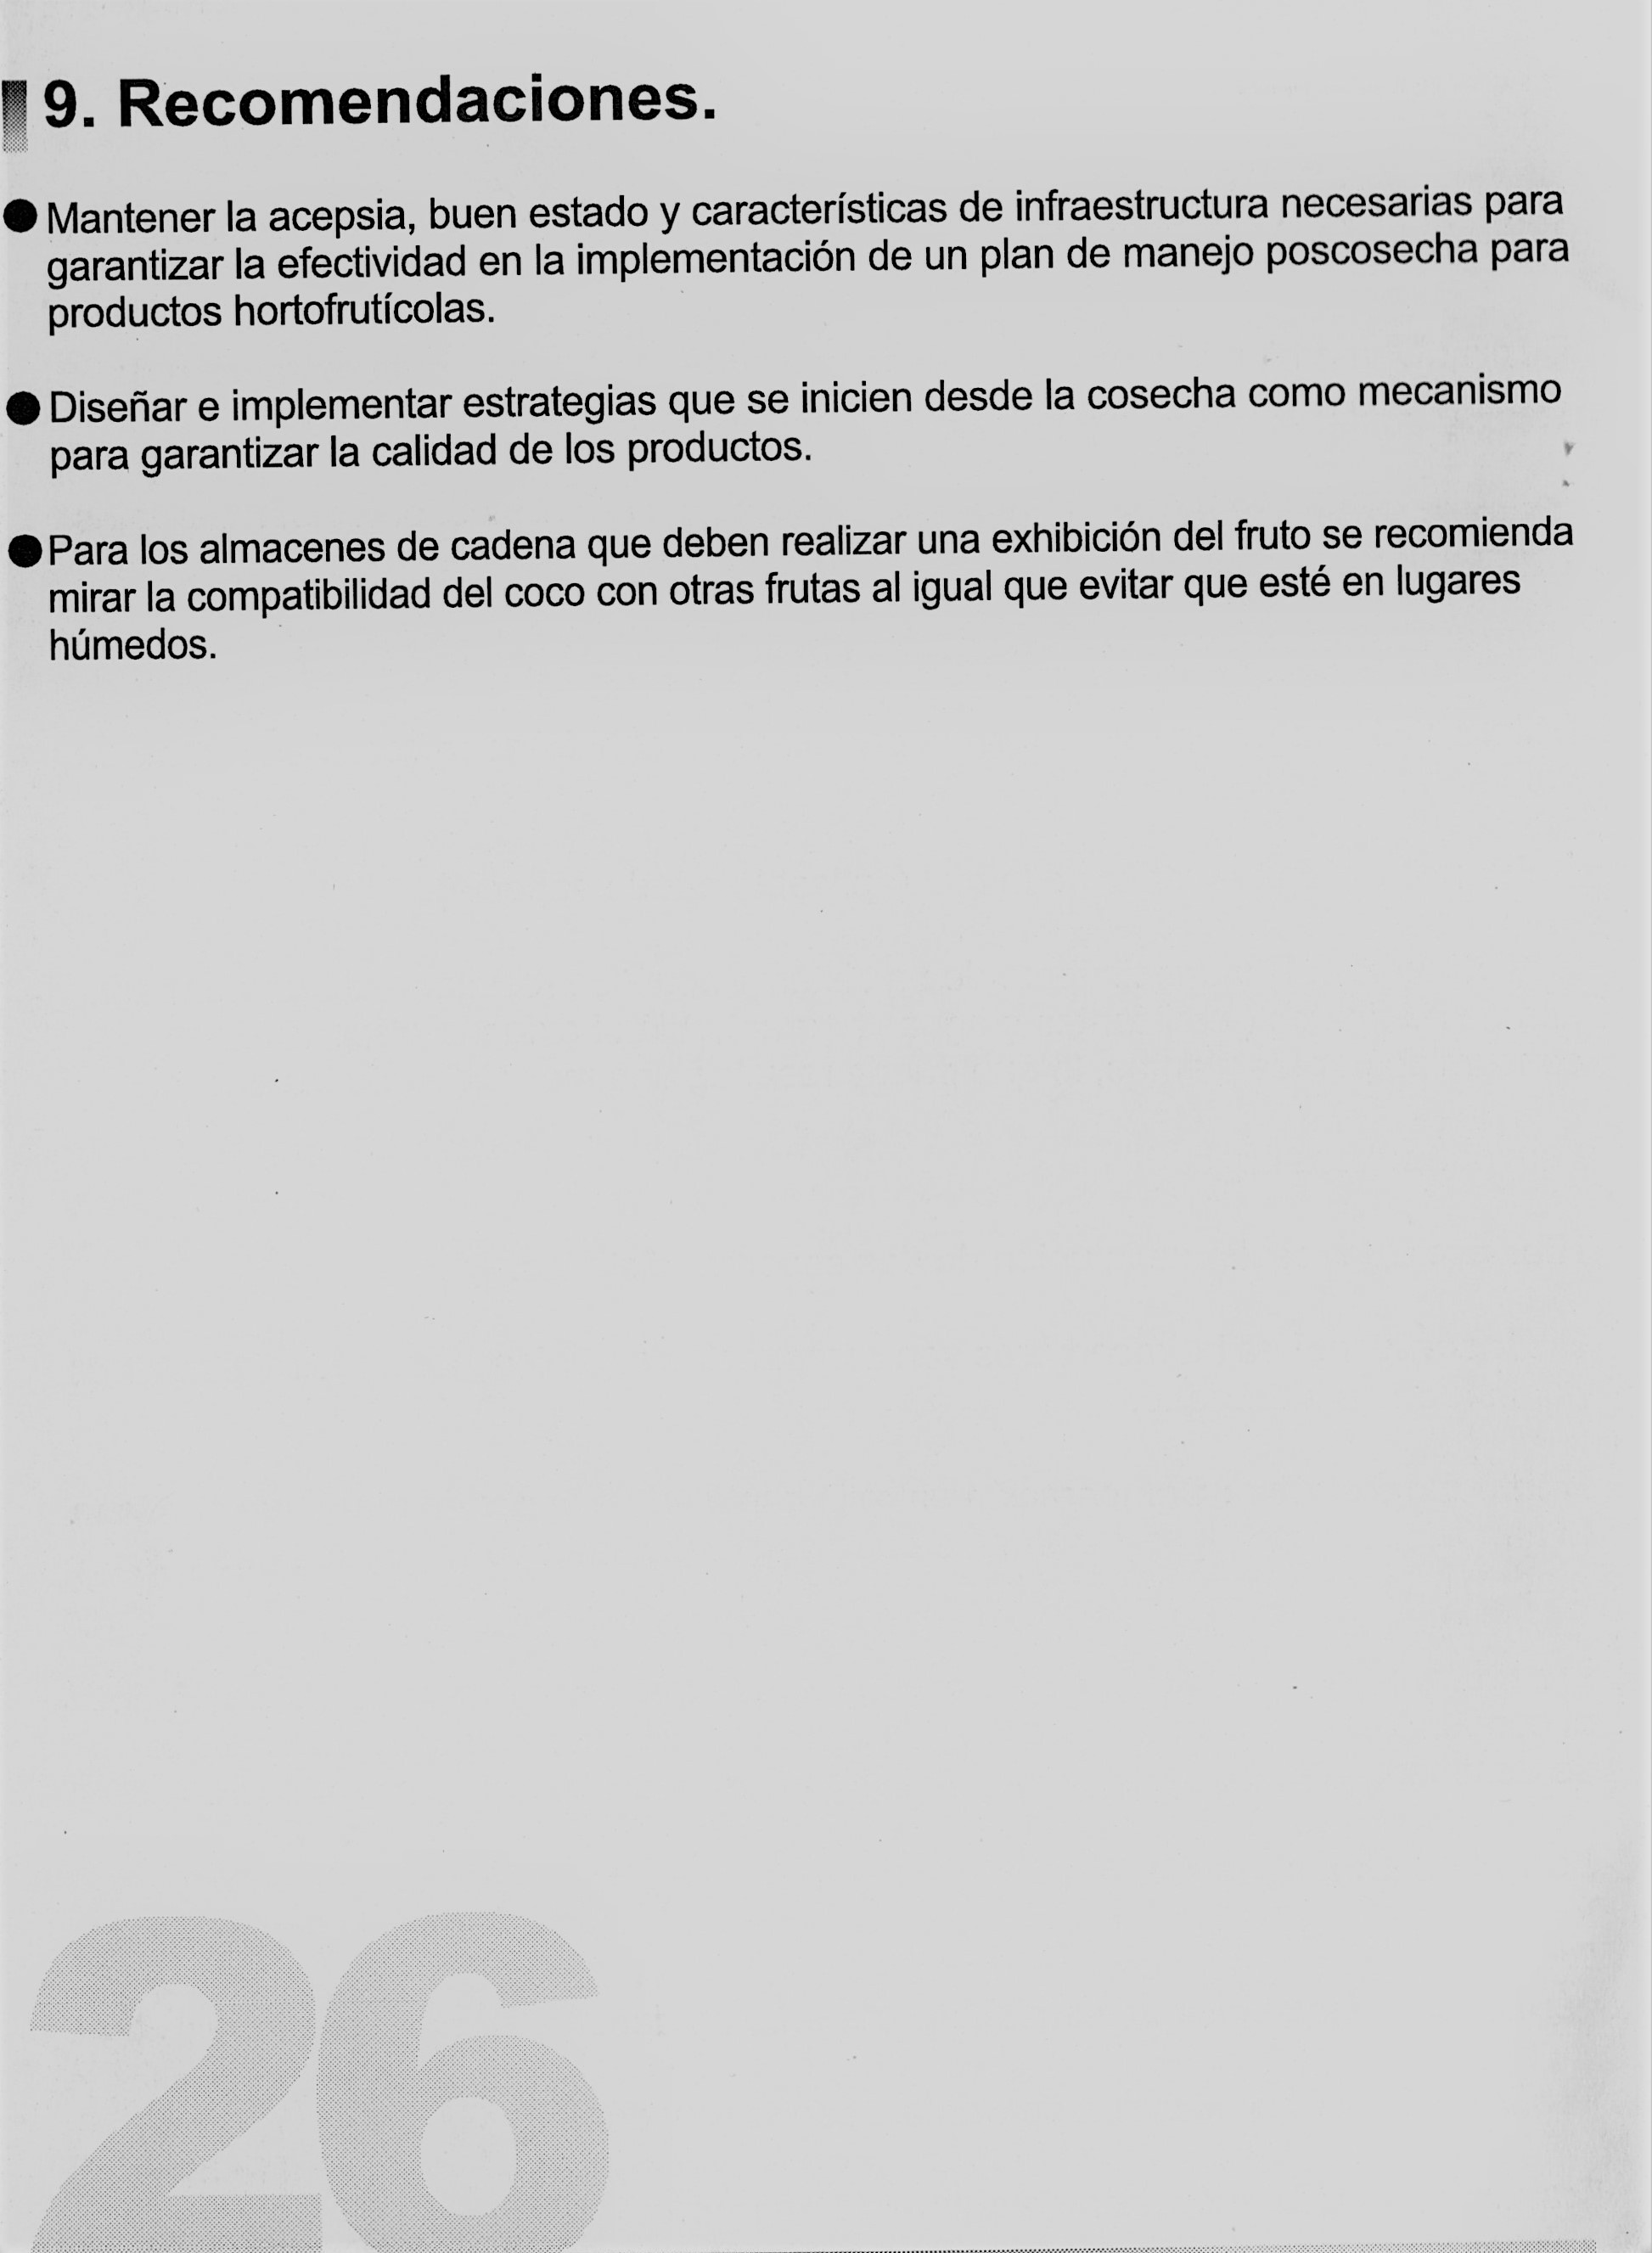 9. Recomendaciones.
● Mantener la acepsia, buen estado y características de infraestructura necesarias para
garantizar la efectividad en la implementación de un plan de manejo poscosecha para
productos hortofrutícolas.
● Diseñar e implementar estrategias que se inicien desde la cosecha como mecanismo
para garantizar la calidad de los productos.
● Para los almacenes de cadena que deben realizar una exhibición del fruto se recomienda
mirar la compatibilidad del coco con otras frutas al igual que evitar que esté en lugares
húmedos.
26